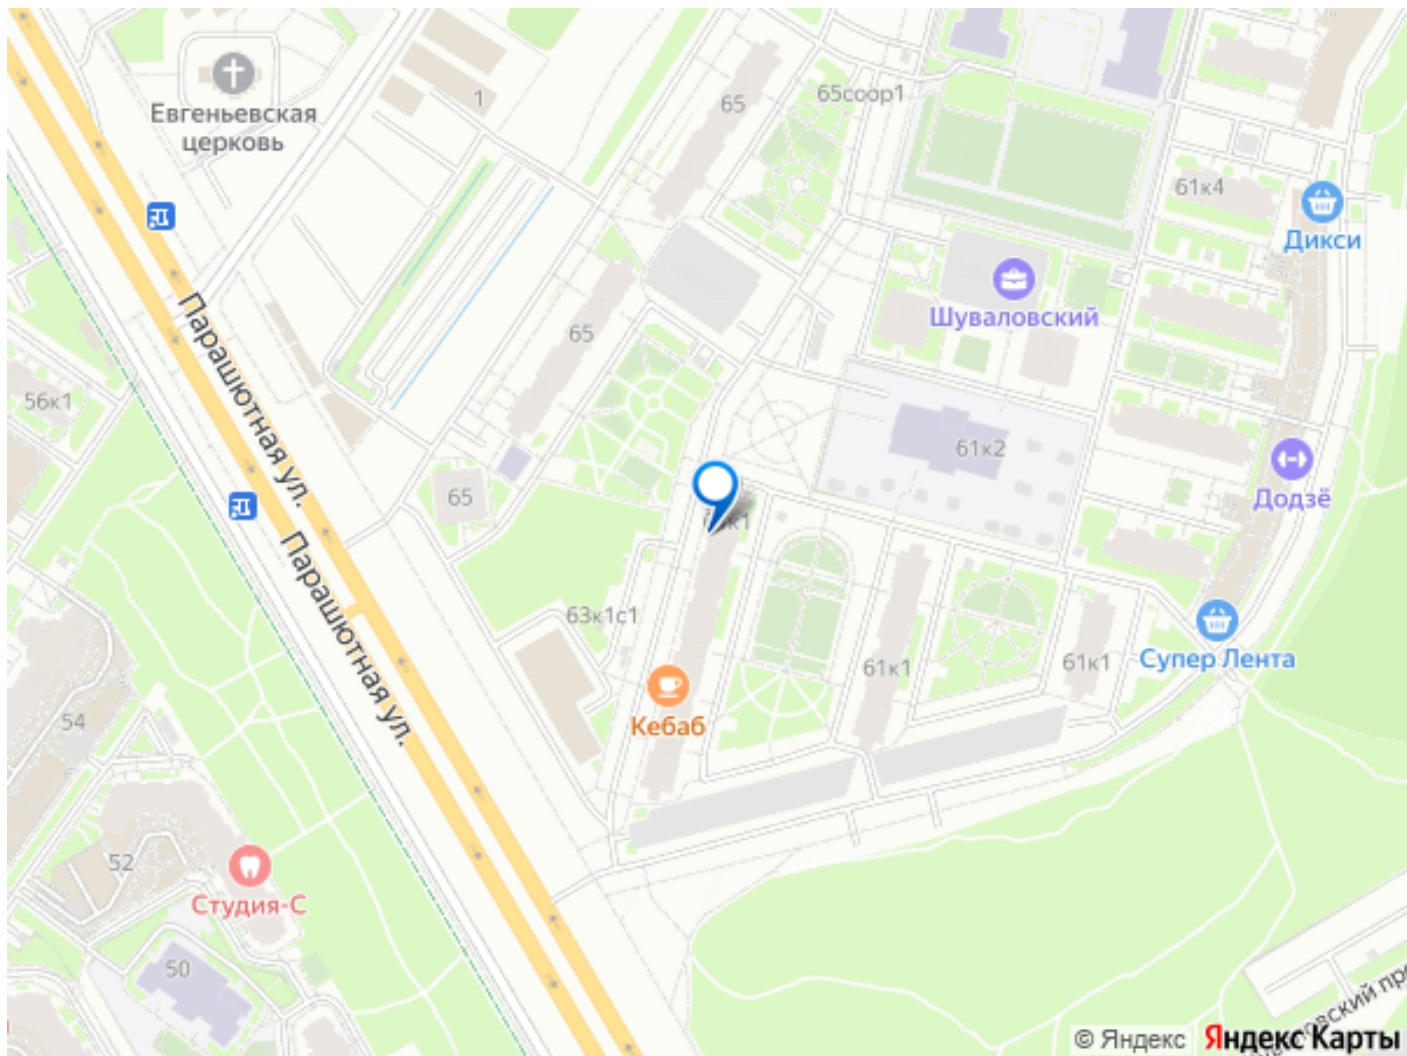 Евгеньевская
церковь
1
65
65соор1
61к4
Дикси
Шуваловский
Парашютная ул.
65
56к1
61к2
Додзё
65
Парашютная ул.
63к1с1
61к1
61к1
Супер Лента
Кебаб
54
52
Студия-С
50
© Яндекс
Яндекс Карты